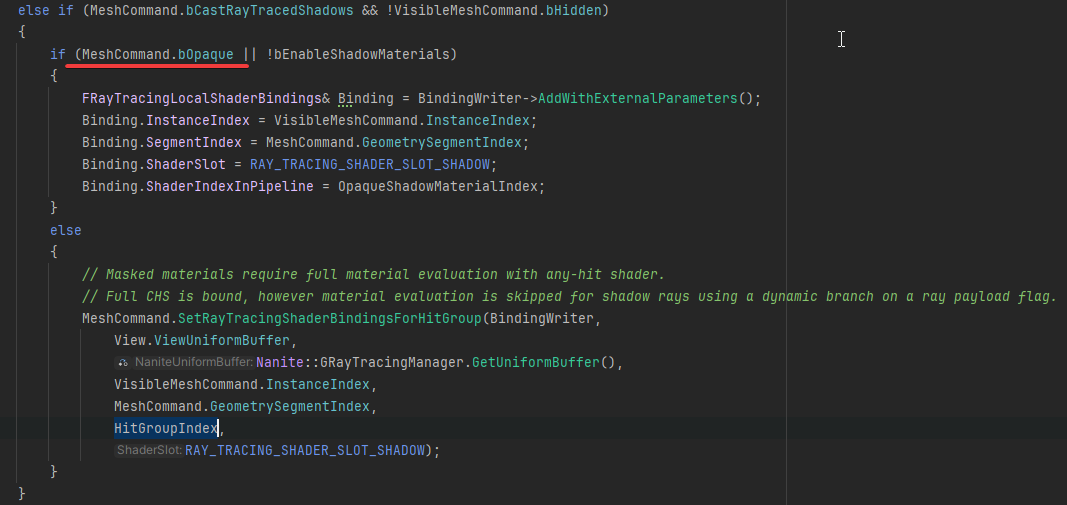 else if (MeshCommand.bCastRayTracedShadows && !VisibleMeshCommand.bHidden)
{
if (MeshCommand.bOpaque || !bEnableShadowMaterials)
{
FRayTracingLocalShaderBindings& Binding = BindingWriter->AddWithExternalParameters();
Binding.InstanceIndex = VisibleMeshCommand.InstanceIndex;
Binding.SegmentIndex = MeshCommand.GeometrySegmentIndex;
Binding.ShaderSlot = RAY_TRACING_SHADER_SLOT_SHADOW;
Binding.ShaderIndexInPipeline = OpaqueShadowMaterialIndex;
}
else
{
// Masked materials require full material evaluation with any-hit shader.
// Full CHS is bound, however material evaluation is skipped for shadow rays using a dynamic branch on a ray payload flag.
MeshCommand.SetRayTracingShaderBindingsForHitGroup(BindingWriter,
View.ViewUniformBuffer,
NaniteUniformBuffer: Nanite::GRayTracingManager.GetUniformBuffer(),
VisibleMeshCommand.InstanceIndex,
MeshCommand.GeometrySegmentIndex,
HitGroupIndex,
ShaderSlot: RAY_TRACING_SHADER_SLOT_SHADOW);
}
}